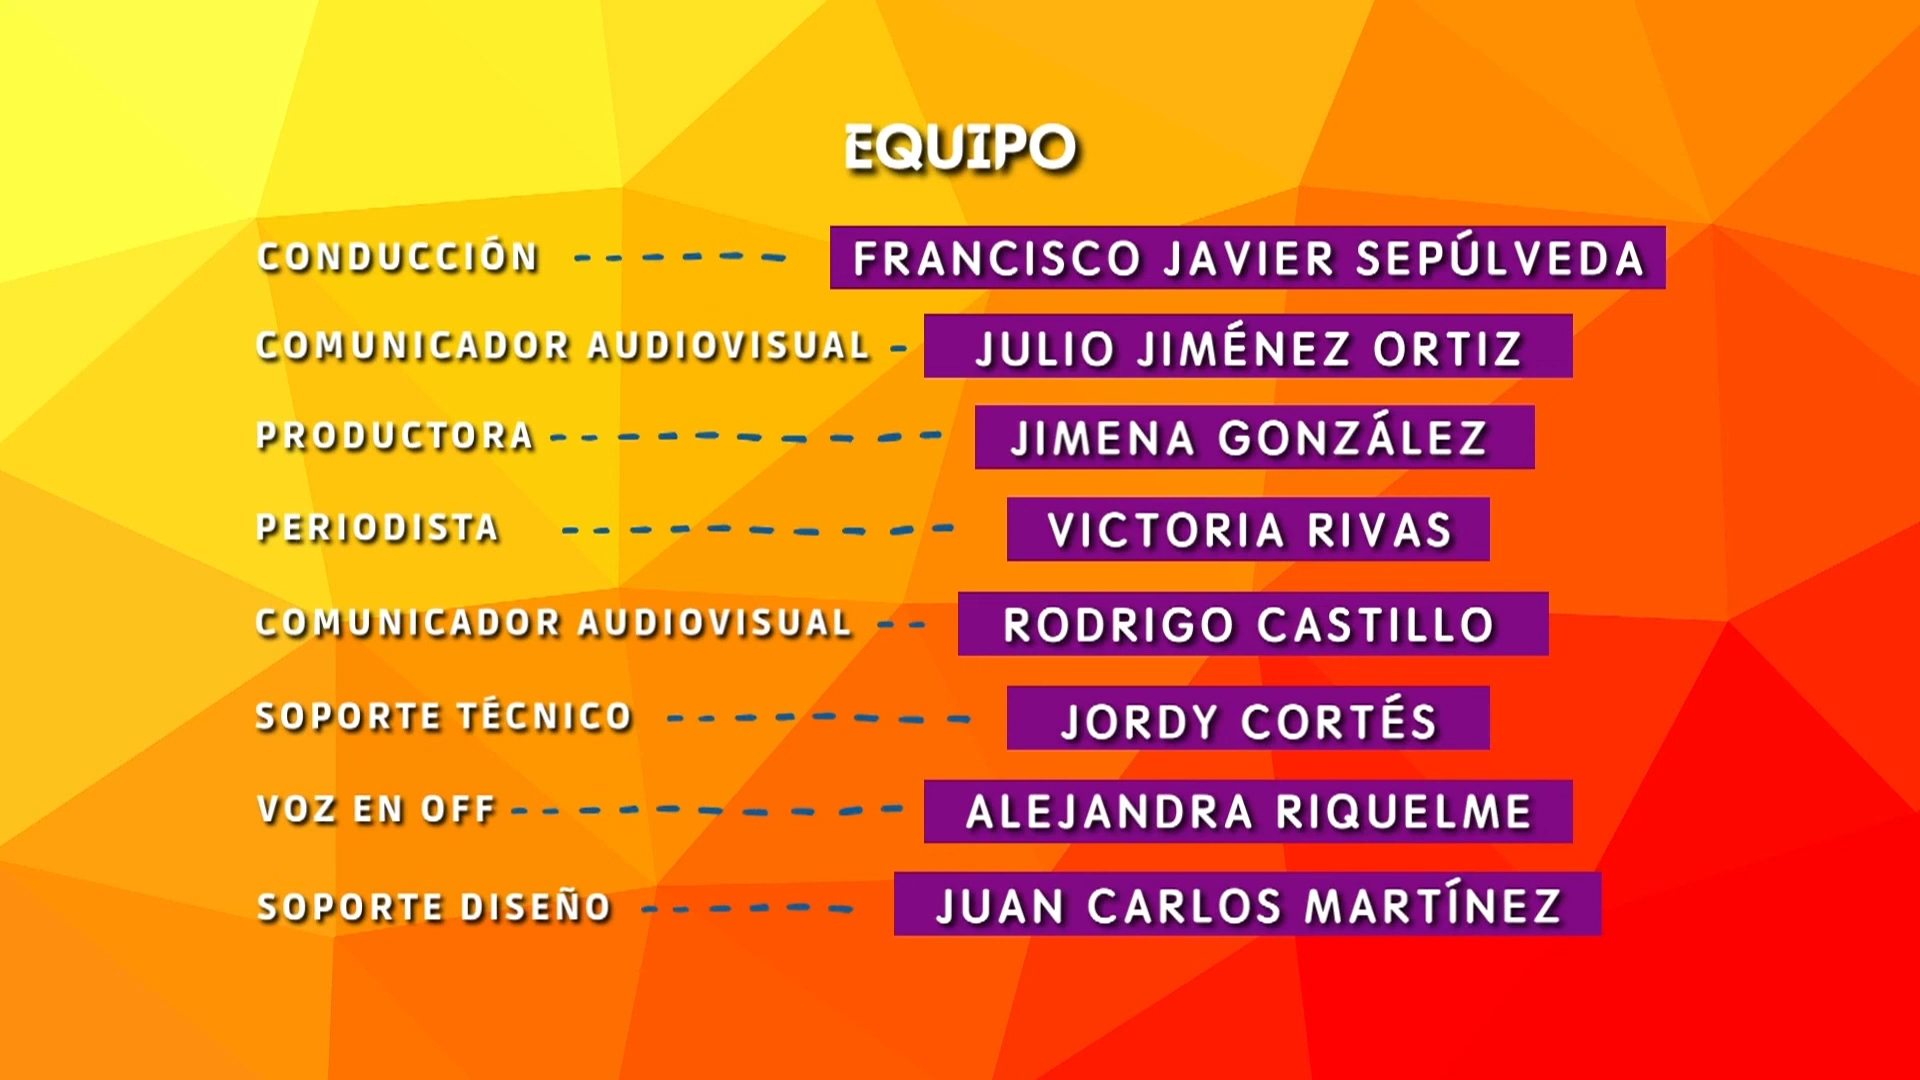 EQUIPO
CONDUCCIÓN FRANCISCO JAVIER SEPÚLVEDA
COMUNICADOR AUDIOVISUAL JULIO JIMÉNEZ ORTIZ
PRODUCTORA JIMENA GONZÁLEZ
PERIODISTA VICTORIA RIVAS
COMUNICADOR AUDIOVISUAL RODRIGO CASTILLO
SOPORTE TÉCNICO JORDY CORTÉS
VOZ EN OFF ALEJANDRA RIQUELME
SOPORTE DISEÑO JUAN CARLOS MARTÍNEZ